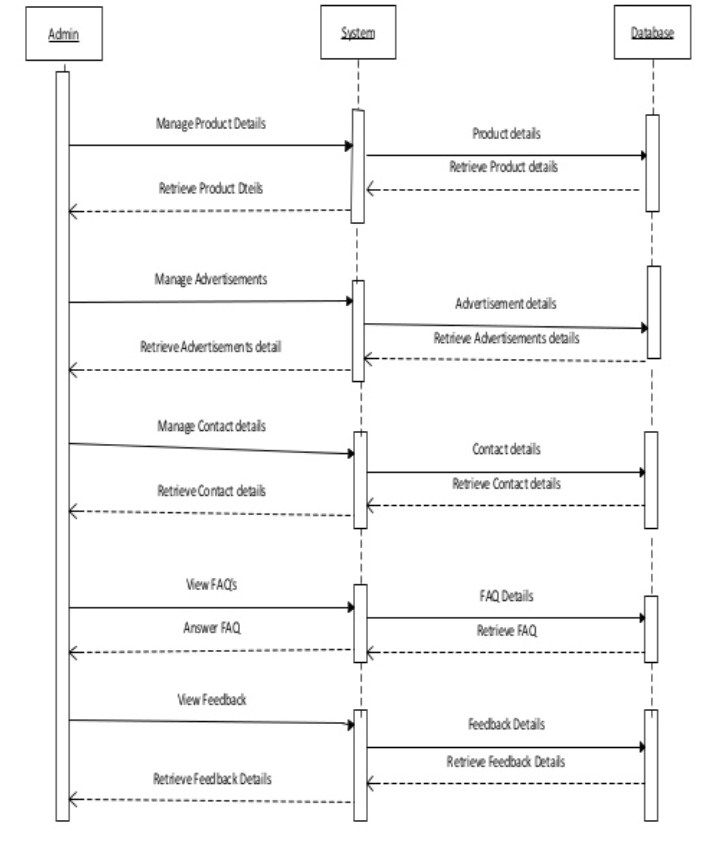 Admin
System
Database
Manage Product Details
Product details
Retrieve Product details
Retrieve Product Dteils
Manage Advertisements
Advertisement details
Retrieve Advertisements details
Retrieve Advertisements detail
Manage Contact details
Contact details
Retrieve Contact details
Retrieve Contact details
View FAQ's
FAQ Details
Answer FAQ
Retrieve FAQ
View Feedback
Feedback Details
Retrieve Feedback Details
Retrieve Feedback Details